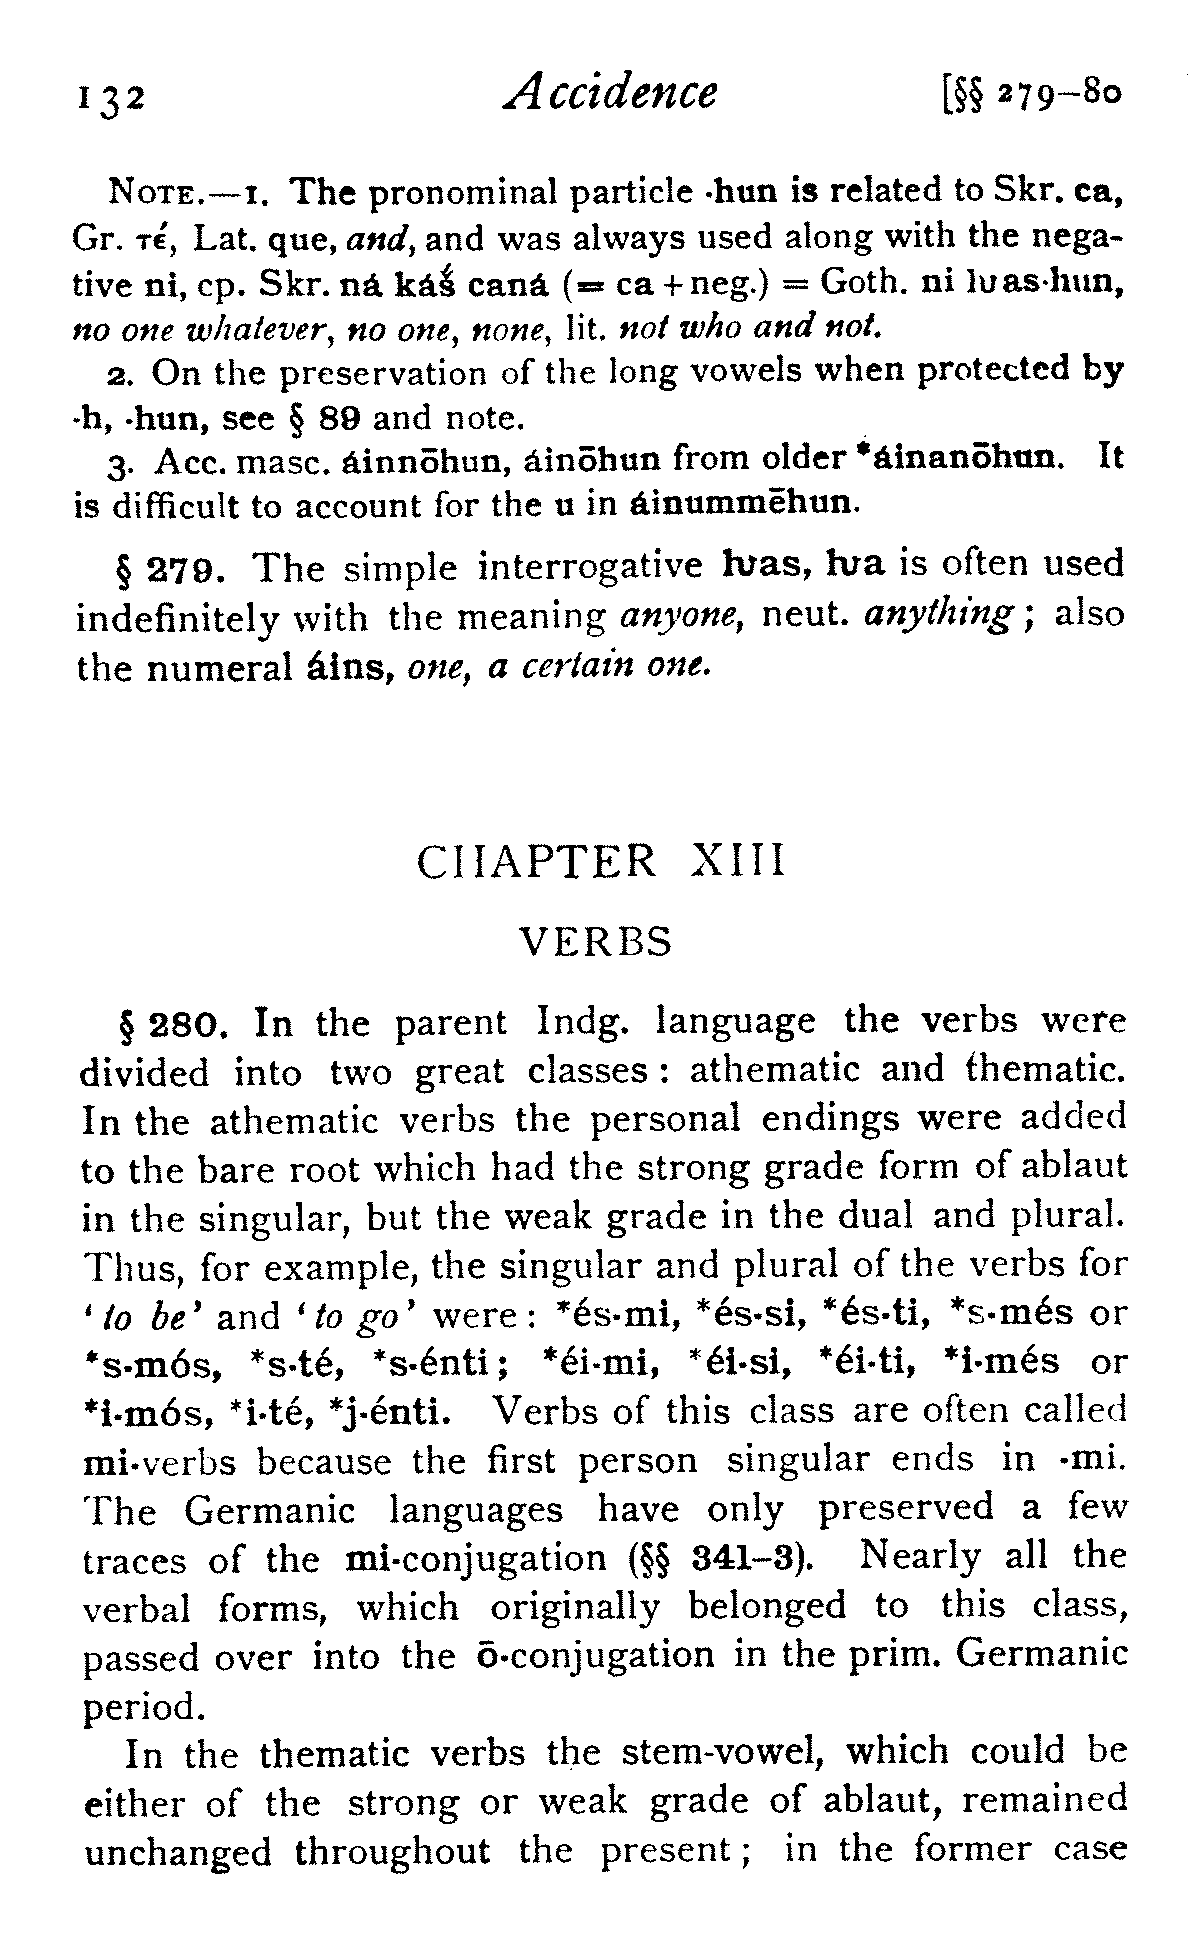 132 Accidence [§§ 279–80
NOTE.—1. The pronominal particle -hun is related to Skr. ca,
Gr. τέ, Lat. que, and, and was always used along with the nega-
tive ni, cp. Skr. ná káś caná (= ca + neg.) = Goth. ni ƕas-hun,
no one whatever, no one, none, lit. not who and not.
2. On the preservation of the long vowels when protected by
-h, -hun, see § 89 and note.
3. Acc. masc. áinnōhun, áinōhun from older *áinanōhun. It
is difficult to account for the u in áinummēhun.
§ 279. The simple interrogative ƕas, ƕa is often used
indefinitely with the meaning anyone, neut. anything; also
the numeral áins, one, a certain one.
CHAPTER XIII
VERBS
§ 280. In the parent Indg. language the verbs were
divided into two great classes: athematic and thematic.
In the athematic verbs the personal endings were added
to the bare root which had the strong grade form of ablaut
in the singular, but the weak grade in the dual and plural.
Thus, for example, the singular and plural of the verbs for
‘to be’ and ‘to go’ were: *és-mi, *és-si, *és-ti, *s-més or
*s-mós, *s-té, *s-énti; *éi-mi, *éi-si, *éi-ti, *i-més or
*i-mós, *i-té, *j-énti. Verbs of this class are often called
mi-verbs because the first person singular ends in -mi.
The Germanic languages have only preserved a few
traces of the mi-conjugation (§§ 341–3). Nearly all the
verbal forms, which originally belonged to this class,
passed over into the ō-conjugation in the prim. Germanic
period.
In the thematic verbs the stem-vowel, which could be
either of the strong or weak grade of ablaut, remained
unchanged throughout the present; in the former case